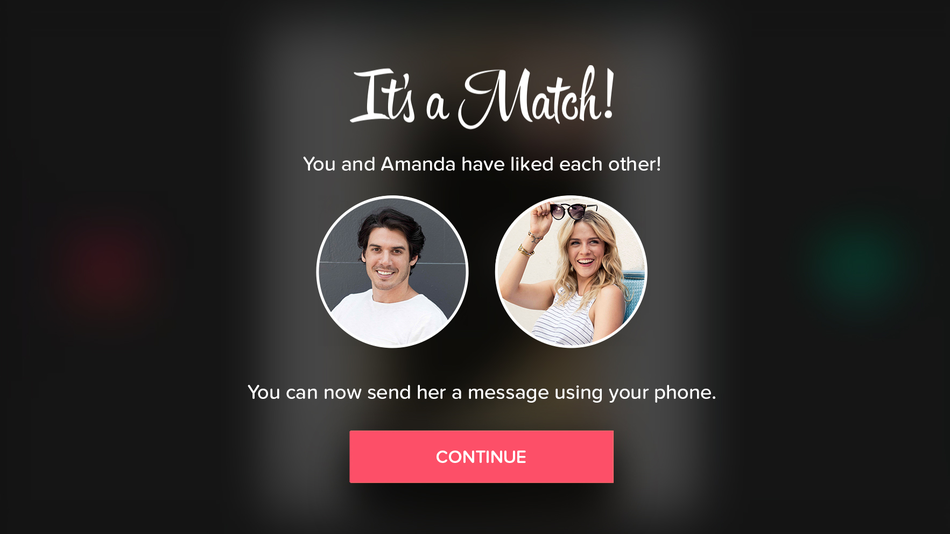 It's a Match!
You and Amanda have liked each other!
You can now send her a message using your phone.
CONTINUE